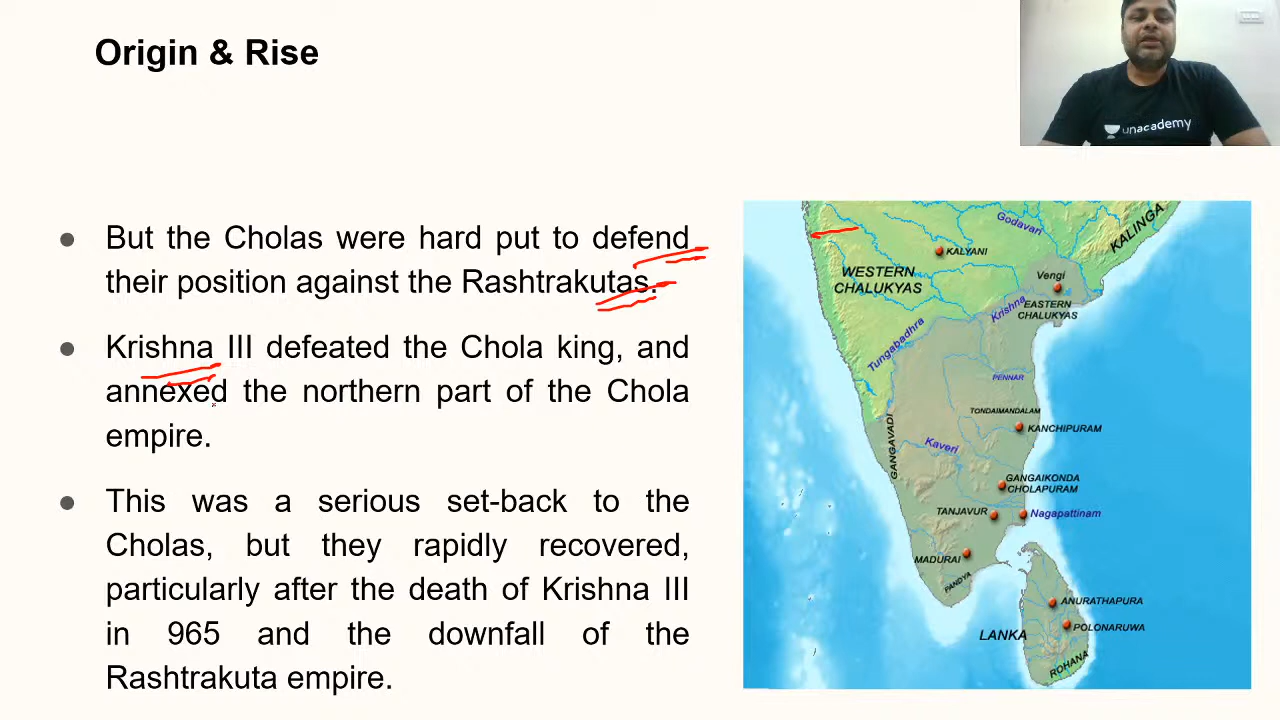 Origin & Rise
unacademy
● But the Cholas were hard put to defend
their position against the Rashtrakutas.
● Krishna III defeated the Chola king, and
annexed the northern part of the Chola
empire.
● This was a serious set-back to the
Cholas, but they rapidly recovered,
particularly after the death of Krishna III
in 965 and the downfall of the
Rashtrakuta empire.
Godavari
KALINGA
KALYANI
WESTERN
CHALUKYAS
Vengi
EASTERN
CHALUKYAS
Krishna
Tungabadhra
PENNAR
TONDAIMANDALAM
KANCHIPURAM
GANGAVADI
Kaveri
GANGAIKONDA
CHOLAPURAM
TANJAVUR
Nagapattinam
MADURAI
PANDYA
ANURATHAPURA
POLONARUWA
LANKA
ROHANA